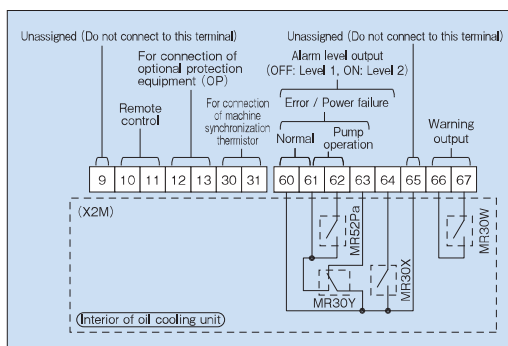 Unassigned (Do not connect to this terminal)
Unassigned (Do not connect to this terminal)
For connection of
optional protection
equipment (OP)
Alarm level output
(OFF: Level 1, ON: Level 2)
Remote
control
For connection
of machine
synchronization
thermistor
Error / Power failure
Normal
Pump
operation
Warning
output
9 10 11 12 13 30 31 60 61 62 63 64 65 66 67
(X2M)
MR52Pa
MR30Y
MR30X
MR30W
Interior of oil cooling unit